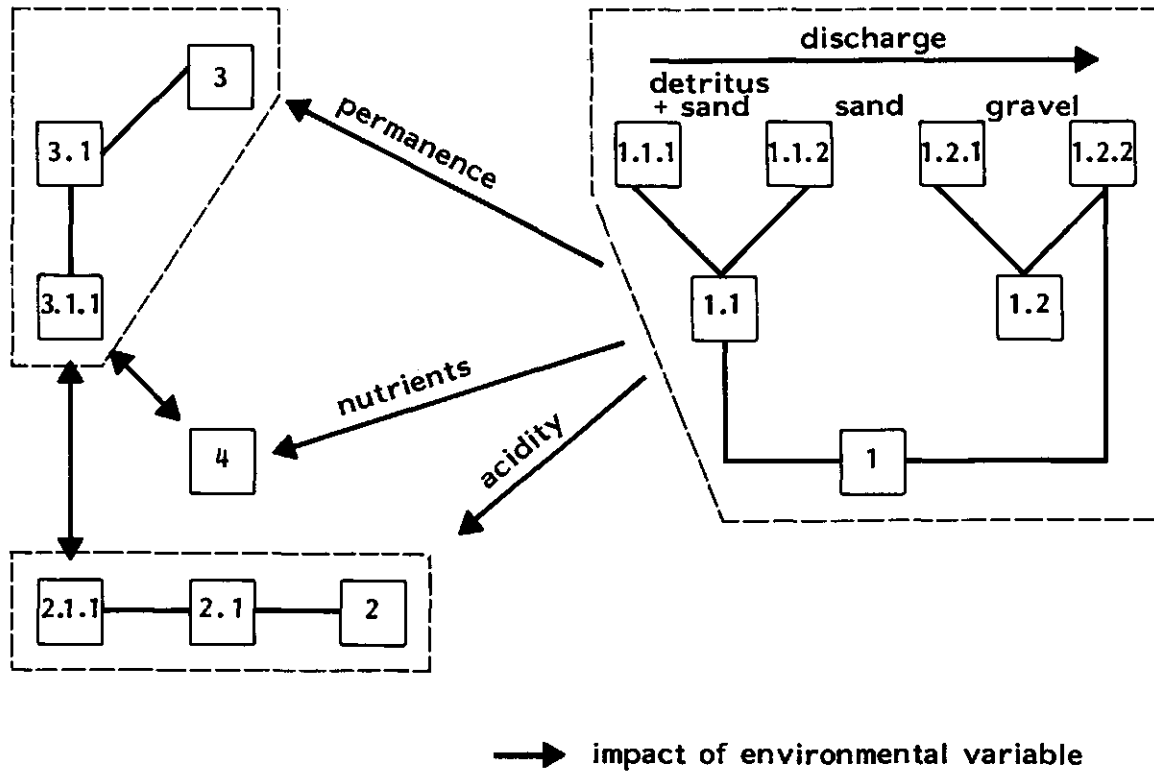 discharge
detritus
+ sand sand gravel
1.1.1 1.1.2 1.2.1 1.2.2
1.1 1.2
1
permanence
nutrients
acidity
3
3.1
3.1.1
4
2.1.1 2.1 2
impact of environmental variable